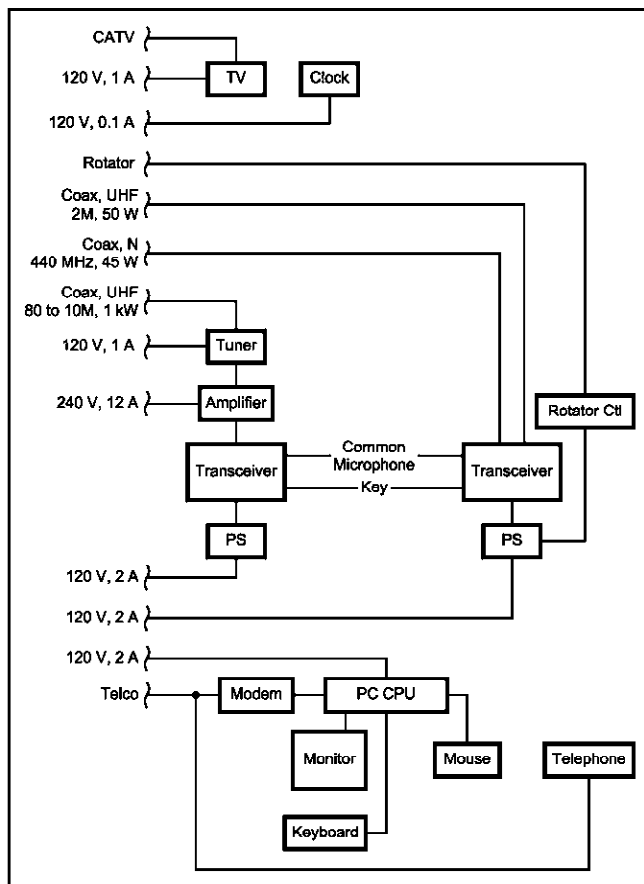 CATV
120 V, 1 A
TV
Clock
120 V, 0.1 A
Rotator
Coax, UHF
2M, 50 W
Coax, N
440 MHz, 45 W
Coax, UHF
80 to 10M, 1 kW
120 V, 1 A
Tuner
240 V, 12 A
Amplifier
Rotator Ctl
Transceiver
Common
Microphone
Key
Transceiver
PS
PS
120 V, 2 A
120 V, 2 A
120 V, 2 A
Telco
Modem
PC CPU
Monitor
Mouse
Telephone
Keyboard